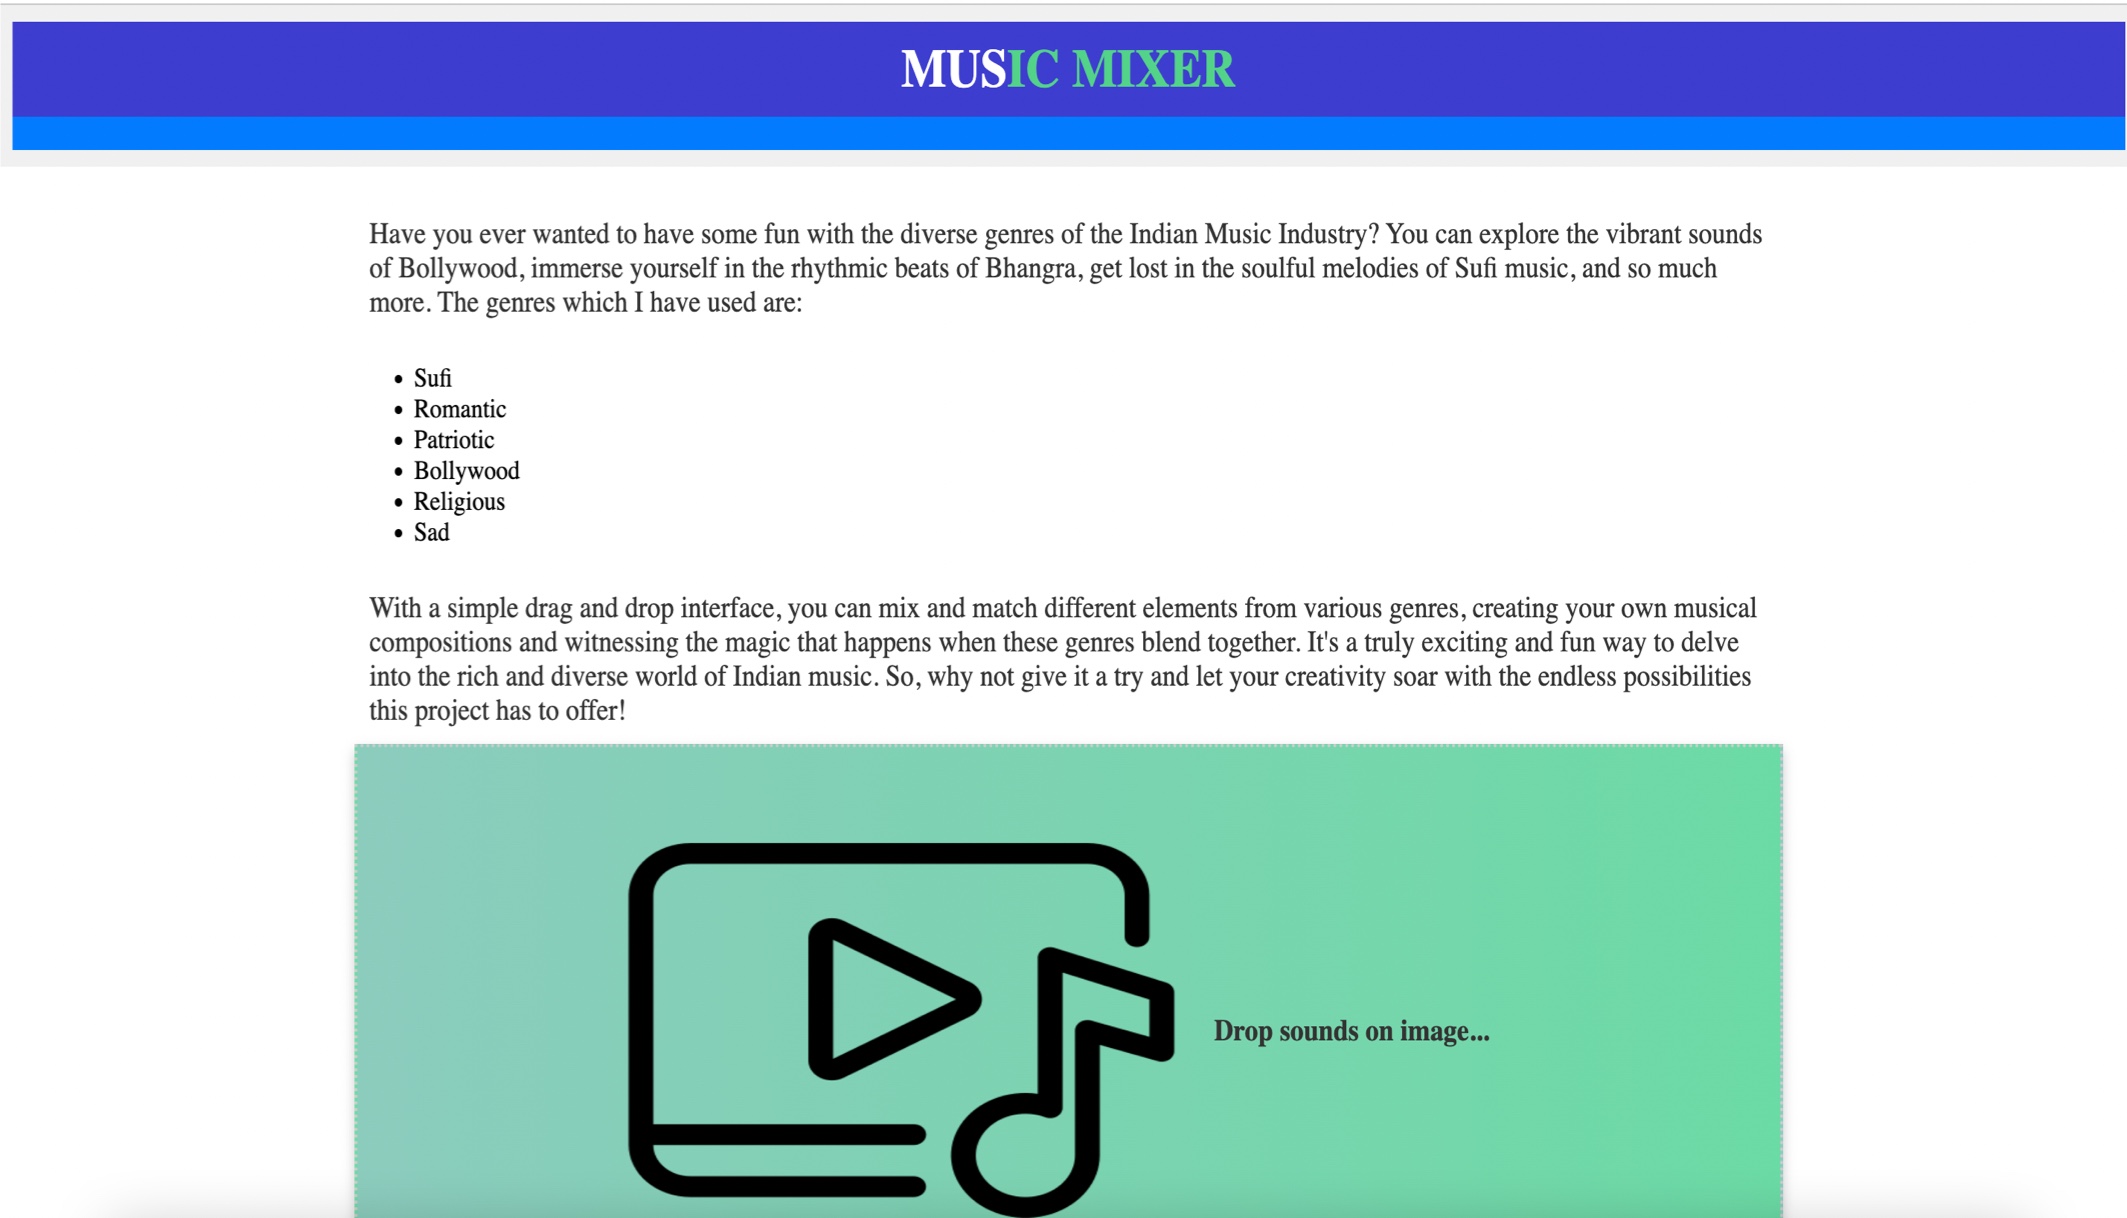 MUSIC MIXER
Have you ever wanted to have some fun with the diverse genres of the Indian Music Industry? You can explore the vibrant sounds
of Bollywood, immerse yourself in the rhythmic beats of Bhangra, get lost in the soulful melodies of Sufi music, and so much
more. The genres which I have used are:
• Sufi
• Romantic
• Patriotic
• Bollywood
• Religious
• Sad
With a simple drag and drop interface, you can mix and match different elements from various genres, creating your own musical
compositions and witnessing the magic that happens when these genres blend together. It's a truly exciting and fun way to delve
into the rich and diverse world of Indian music. So, why not give it a try and let your creativity soar with the endless possibilities
this project has to offer!
Drop sounds on image...